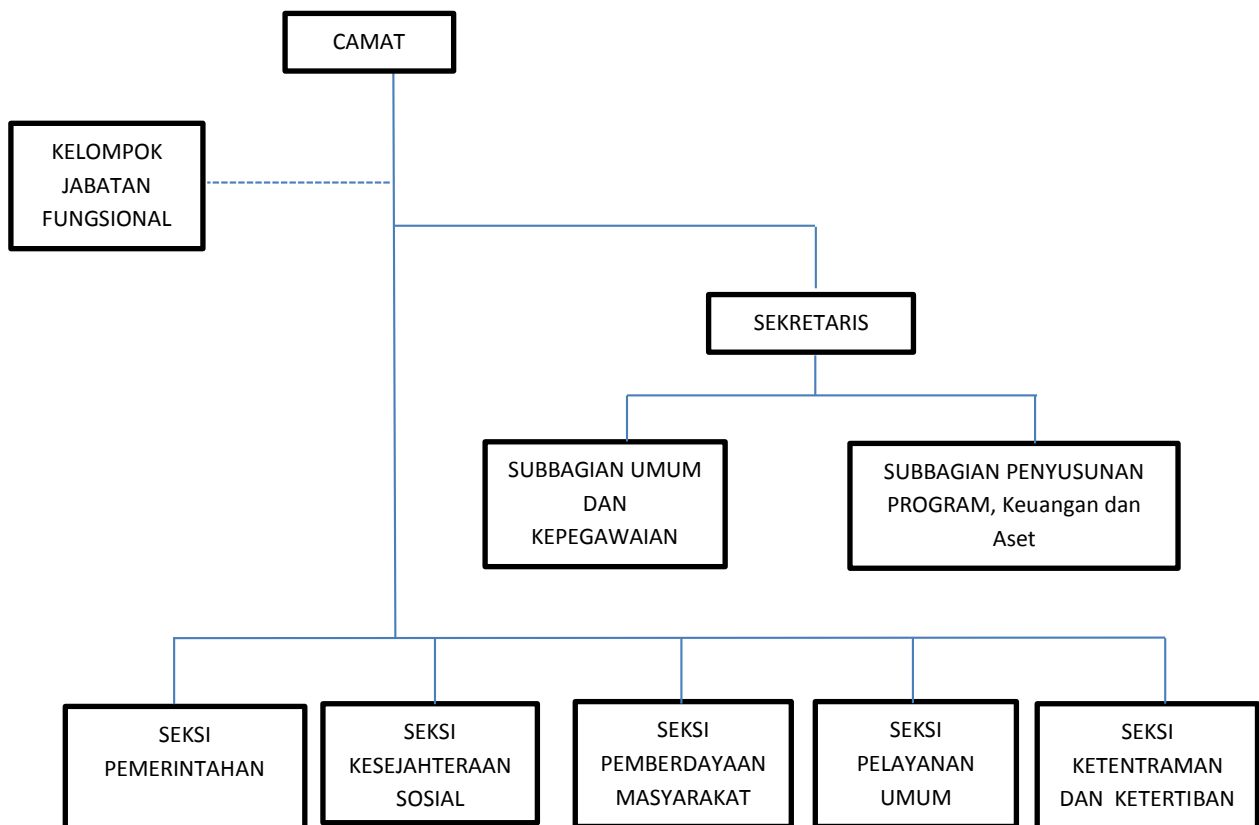 CAMAT
KELOMPOK
JABATAN
FUNGSIONAL
SEKRETARIS
SUBBAGIAN UMUM
DAN
KEPEGAWAIAN
SUBBAGIAN PENYUSUNAN
PROGRAM, Keuangan dan
Aset
SEKSI
PEMERINTAHAN
SEKSI
KESEJAHTERAAN
SOSIAL
SEKSI
PEMBERDAYAAN
MASYARAKAT
SEKSI
PELAYANAN
UMUM
SEKSI
KETENTRAMAN
DAN KETERTIBAN